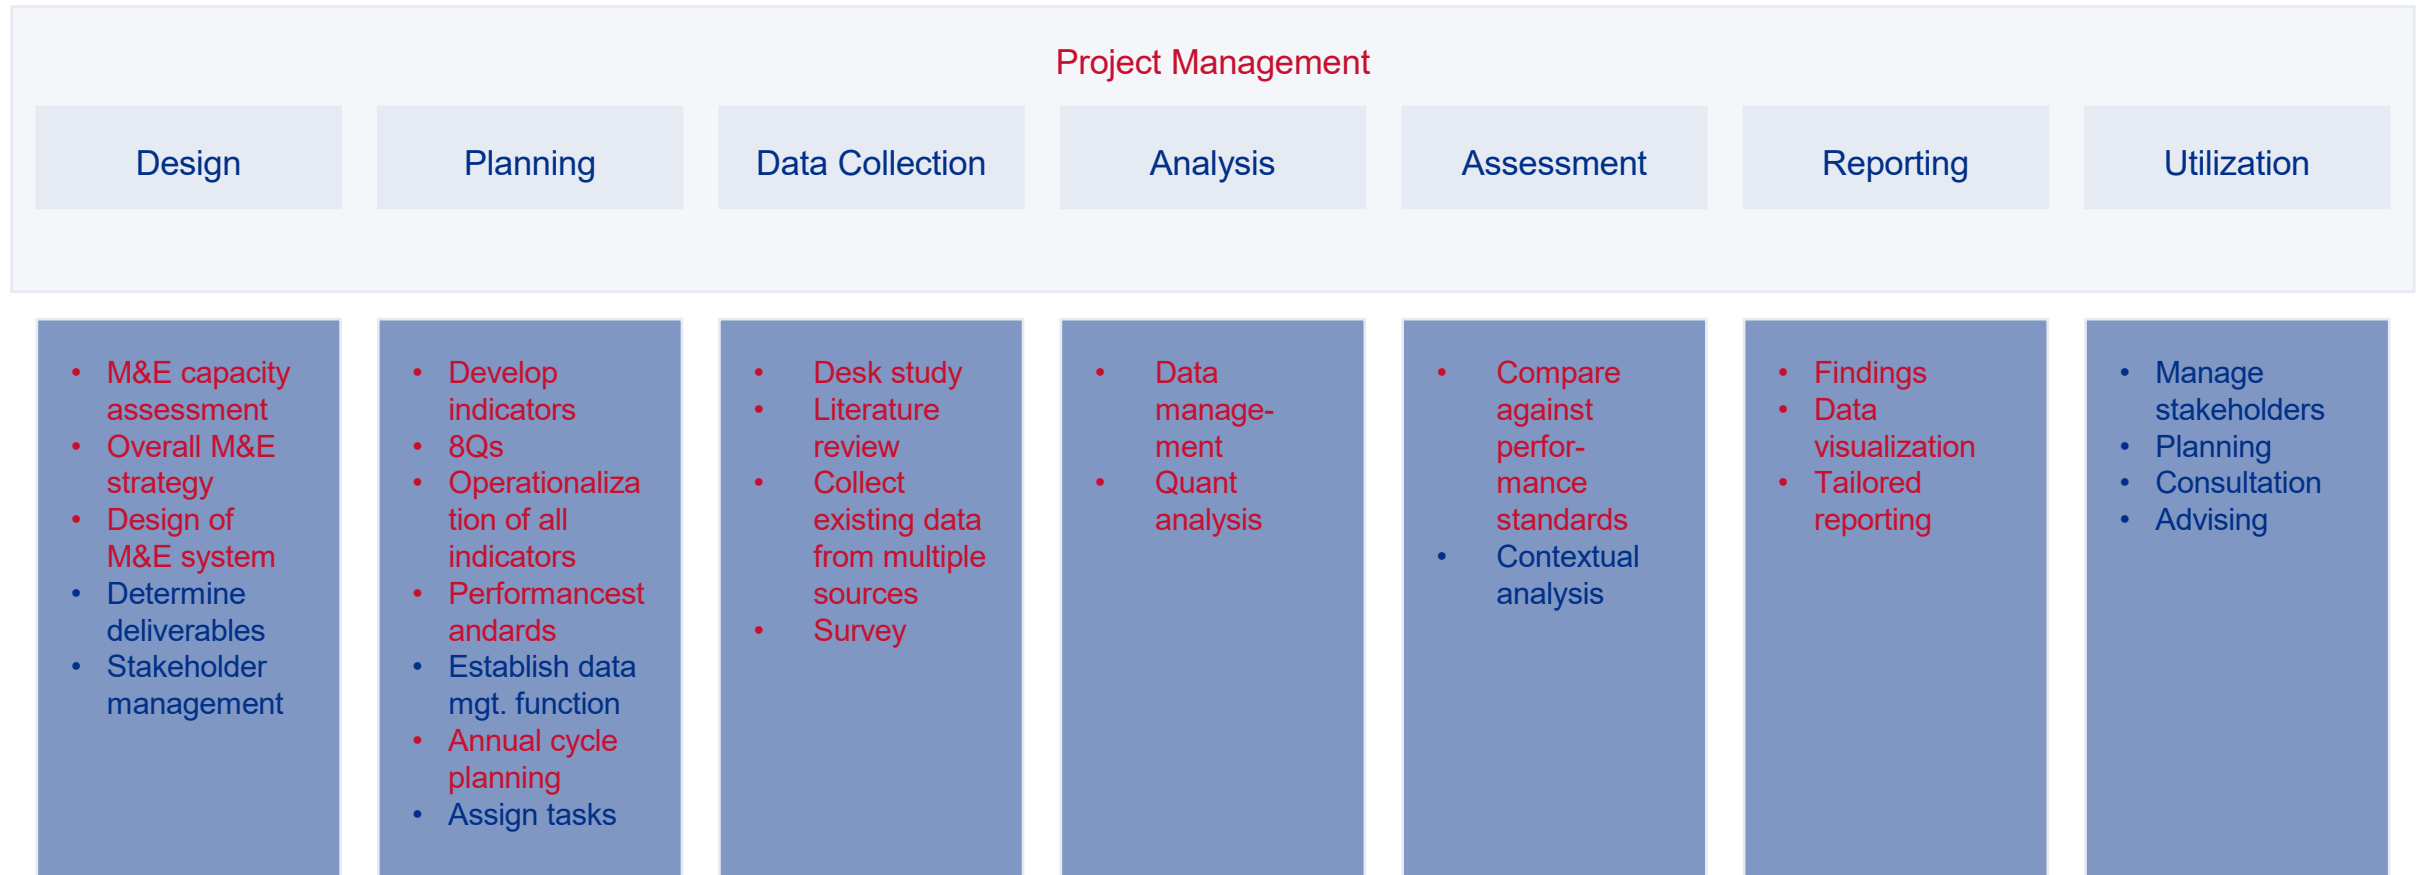 Project Management
Design
Planning
Data Collection
Analysis
Assessment
Reporting
Utilization
• M&E capacity
assessment
• Overall M&E
strategy
• Design of
M&E system
• Determine
deliverables
• Stakeholder
management
• Develop
indicators
• 8Qs
• Operationaliza
tion of all
indicators
• Performancest
andards
• Establish data
mgt. function
• Annual cycle
planning
• Assign tasks
• Desk study
• Literature
review
• Collect
existing data
from multiple
sources
• Survey
• Data
manage-
ment
• Quant
analysis
• Compare
against
perfor-
mance
standards
• Contextual
analysis
• Findings
• Data
visualization
• Tailored
reporting
• Manage
stakeholders
• Planning
• Consultation
• Advising